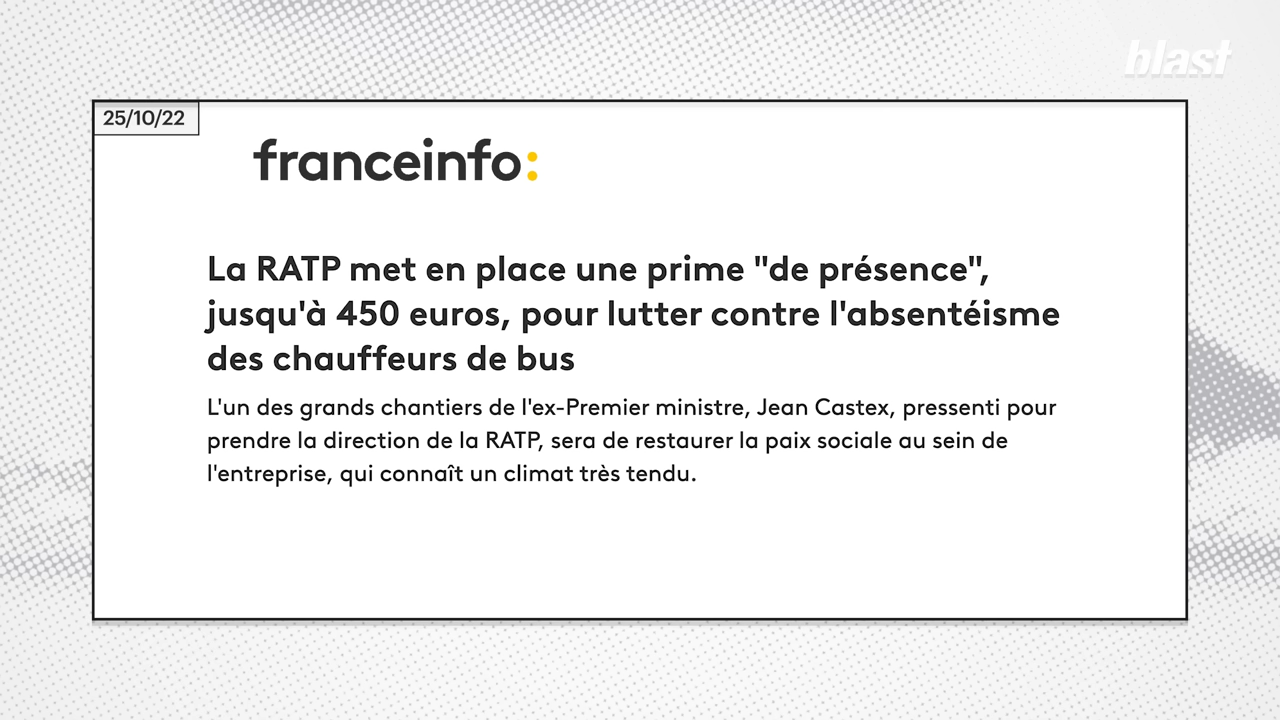 blast
25/10/22
franceinfo:
La RATP met en place une prime "de présence",
jusqu'à 450 euros, pour lutter contre l'absentéisme
des chauffeurs de bus
L'un des grands chantiers de l'ex-Premier ministre, Jean Castex, pressenti pour
prendre la direction de la RATP, sera de restaurer la paix sociale au sein de
l'entreprise, qui connaît un climat très tendu.